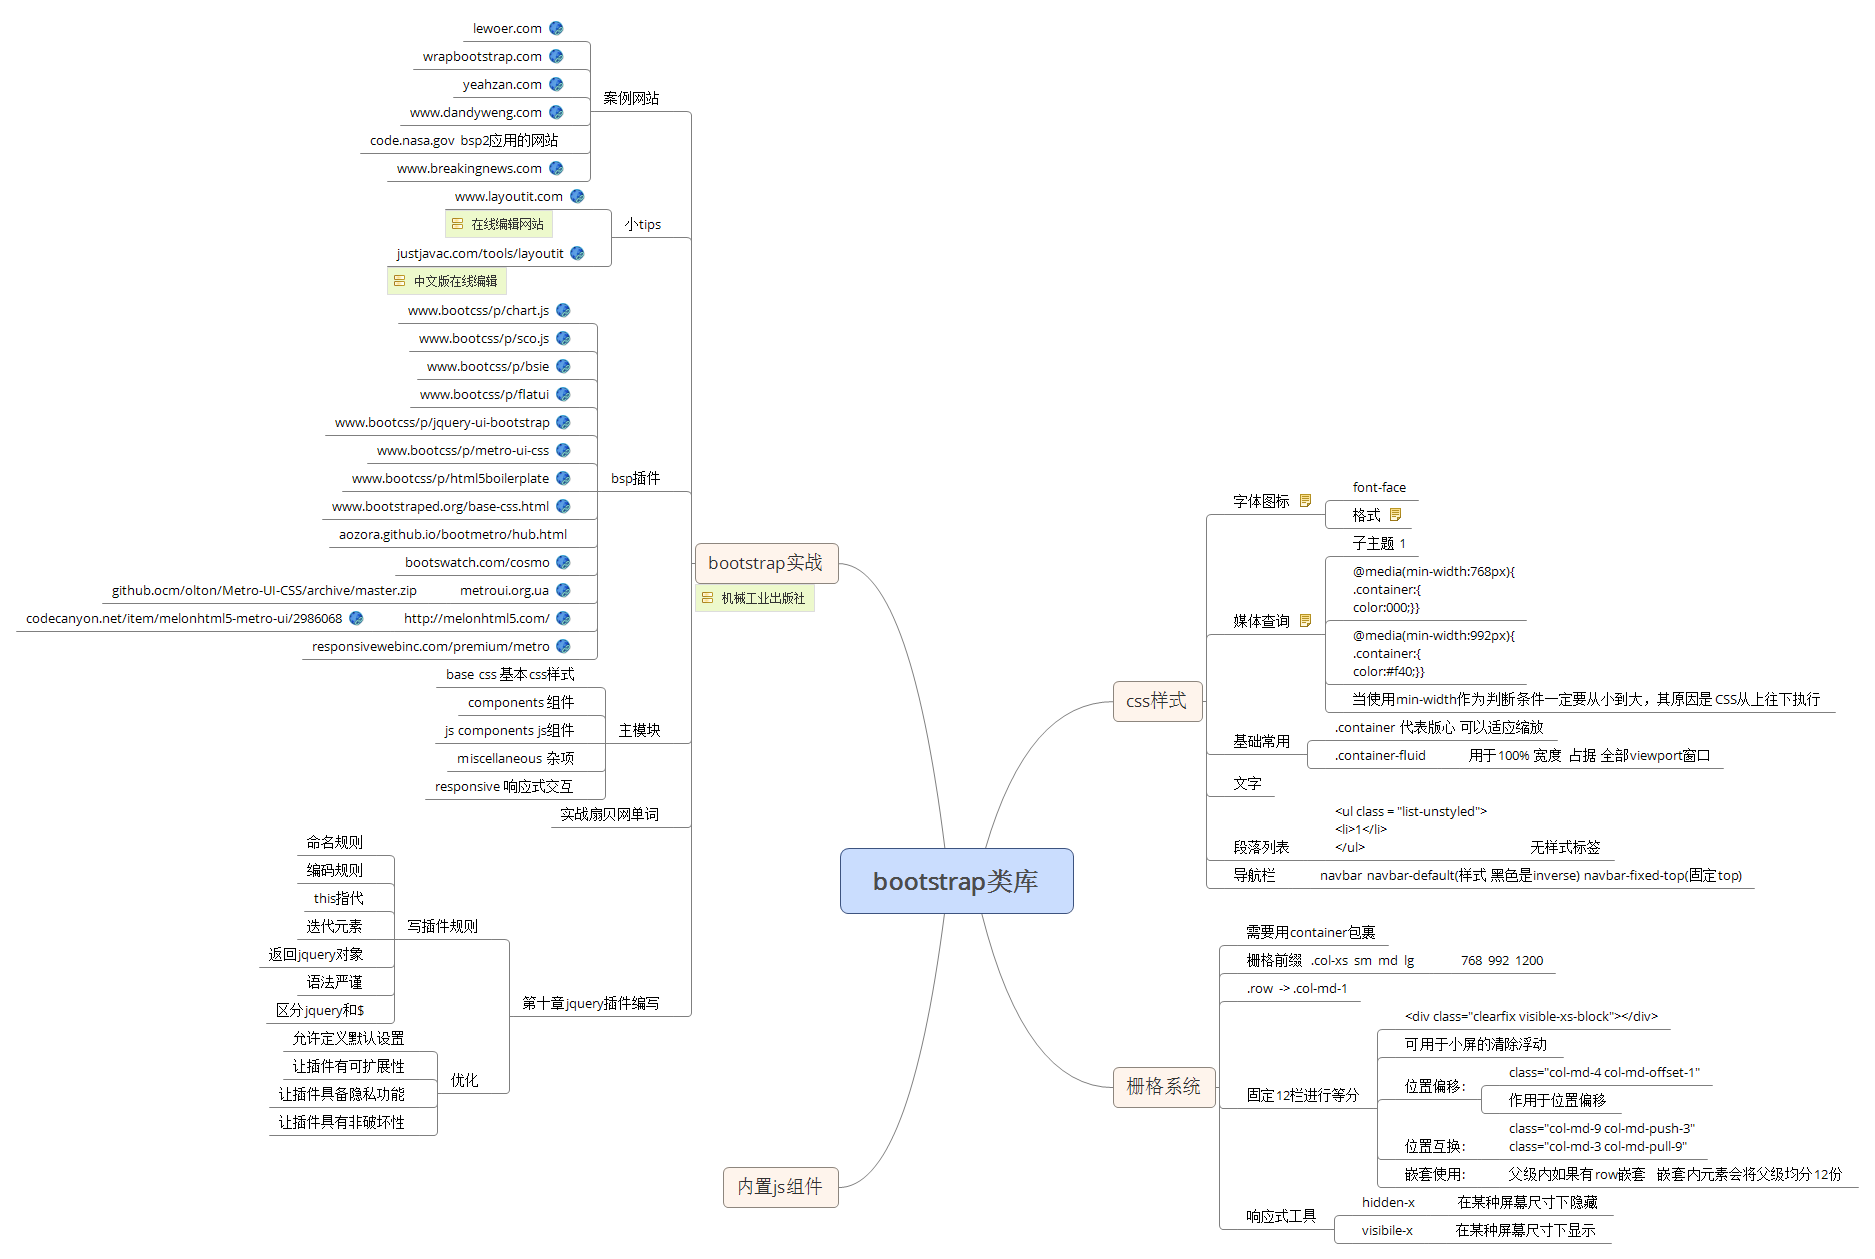 bootstrap类库
css样式
字体图标
font-face
格式
媒体查询
子主题 1
@media(min-width:768px){
.container:{
color:000;}}
@media(min-width:992px){
.container:{
color:#f40;}}
当使用min-width作为判断条件一定要从小到大，其原因是 CSS从上往下执行
基础常用
.container 代表版心 可以适应缩放
.container-fluid 用于100% 宽度 占据 全部viewport窗口
文字
段落列表
<ul class = "list-unstyled">
<li>1</li>
</ul>
无样式标签
导航栏
navbar navbar-default(样式 黑色是inverse) navbar-fixed-top(固定top)
栅格系统
需要用container包裹
栅格前缀 .col-xs sm md lg 768 992 1200
.row -> .col-md-1
固定12栏进行等分
<div class="clearfix visible-xs-block"></div>
可用于小屏的清除浮动
位置偏移：
class="col-md-4 col-md-offset-1"
作用于位置偏移
位置互换：
class="col-md-9 col-md-push-3"
class="col-md-3 col-md-pull-9"
嵌套使用：
父级内如果有row嵌套 嵌套内元素会将父级均分12份
响应式工具
hidden-x 在某种屏幕尺寸下隐藏
visibile-x 在某种屏幕尺寸下显示
bootstrap实战
机械工业出版社
案例网站
lewoer.com
wrapbootstrap.com
yeahzan.com
www.dandyweng.com
code.nasa.gov bsp2应用的网站
www.breakingnews.com
小tips
www.layoutit.com
在线编辑网站
justjavac.com/tools/layoutit
中文版在线编辑
bsp插件
www.bootcss/p/chart.js
www.bootcss/p/sco.js
www.bootcss/p/bsie
www.bootcss/p/flatui
www.bootcss/p/jquery-ui-bootstrap
www.bootcss/p/metro-ui-css
www.bootcss/p/html5boilerplate
www.bootstraped.org/base-css.html
aozora.github.io/bootmetro/hub.html
bootswatch.com/cosmo
metroui.org.ua
github.ocm/olton/Metro-UI-CSS/archive/master.zip
http://melonhtml5.com/
codecanyon.net/item/melonhtml5-metro-ui/2986068
responsivewebinc.com/premium/metro
主模块
base css 基本css样式
components 组件
js components js组件
miscellaneous 杂项
responsive 响应式交互
实战扇贝网单词
第十章jquery插件编写
写插件规则
命名规则
编码规则
this指代
迭代元素
返回jquery对象
语法严谨
区分jquery和$
优化
允许定义默认设置
让插件有可扩展性
让插件具备隐私功能
让插件具有非破坏性
内置js组件